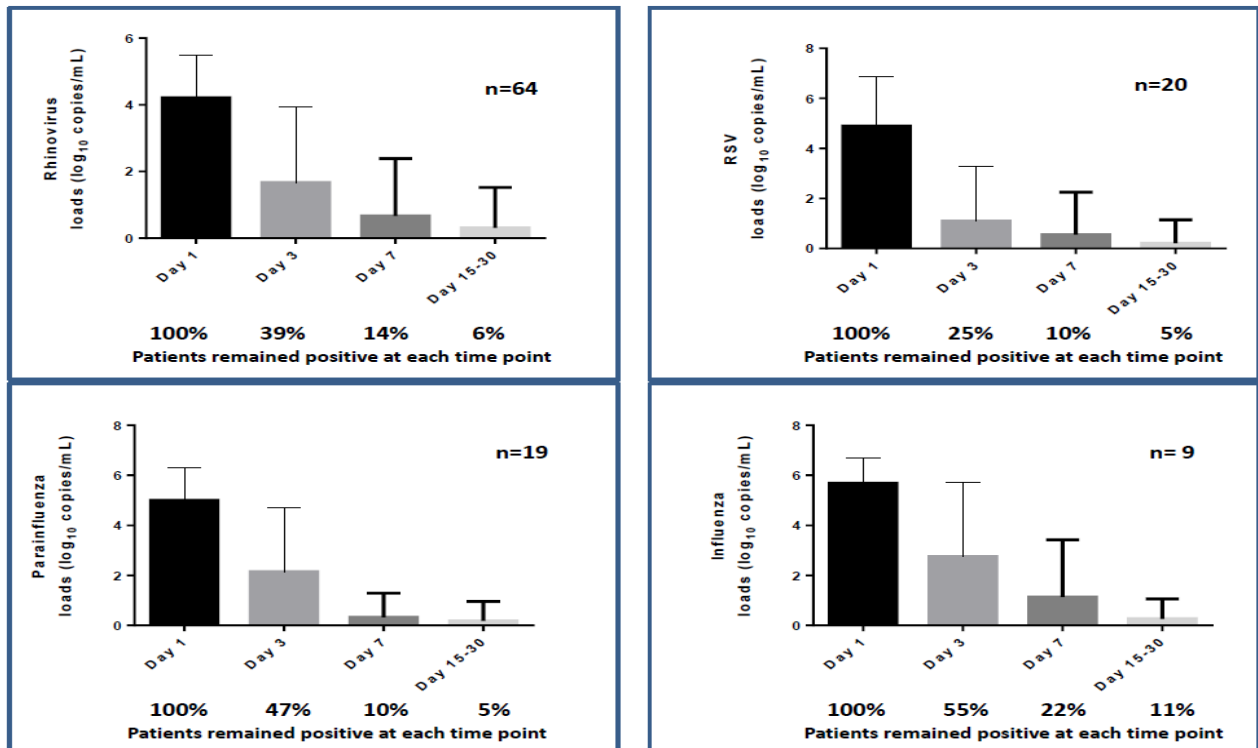 Rhinovirus
loads (log10 copies/mL)
6
4
2
0
n=64
Day 1
Day 3
Day 7
Day 15-30
100% 39% 14% 6%
Patients remained positive at each time point
RSV
loads (log10 copies/mL)
8
6
4
2
0
n=20
Day 1
Day 3
Day 7
Day 15-30
100% 25% 10% 5%
Patients remained positive at each time point
Parainfluenza
loads (log10 copies/mL)
8
6
4
2
0
n=19
Day 1
Day 3
Day 7
Day 15-30
100% 47% 10% 5%
Patients remained positive at each time point
Influenza
loads (log10 copies/mL)
8
6
4
2
0
n= 9
Day 1
Day 3
Day 7
Day 15-30
100% 55% 22% 11%
Patients remained positive at each time point